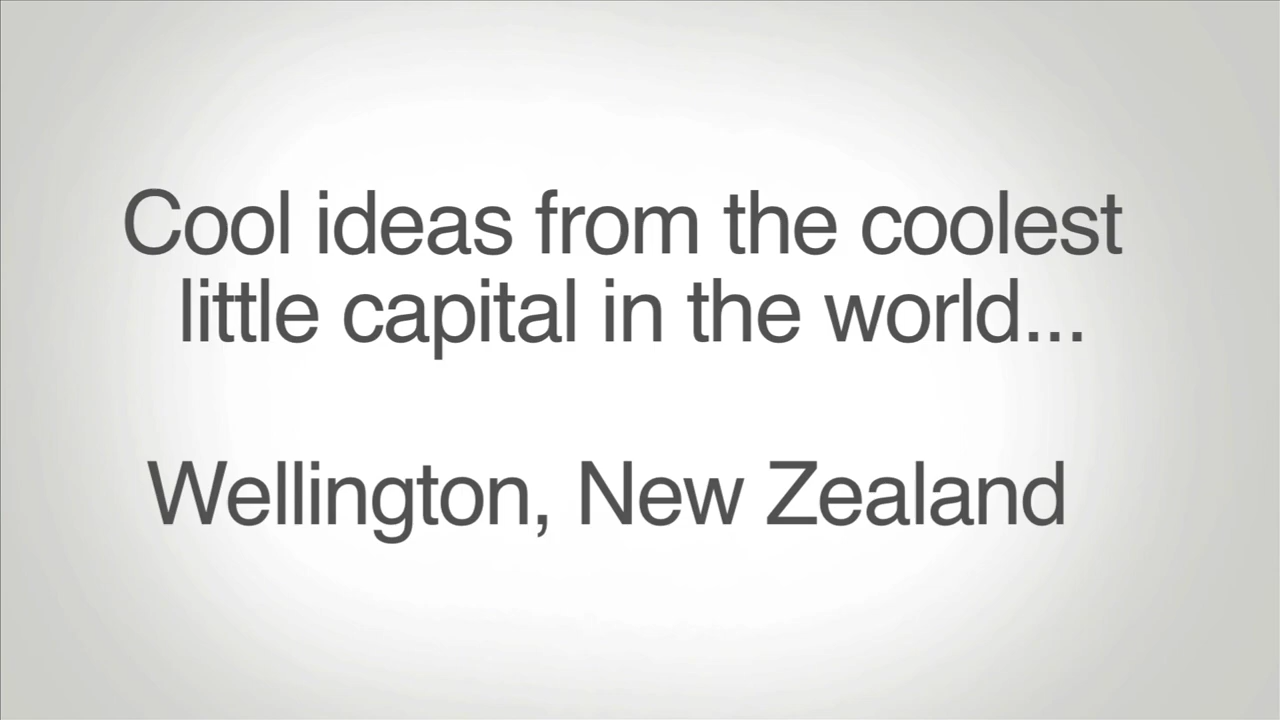 Cool ideas from the coolest
little capital in the world...
Wellington, New Zealand